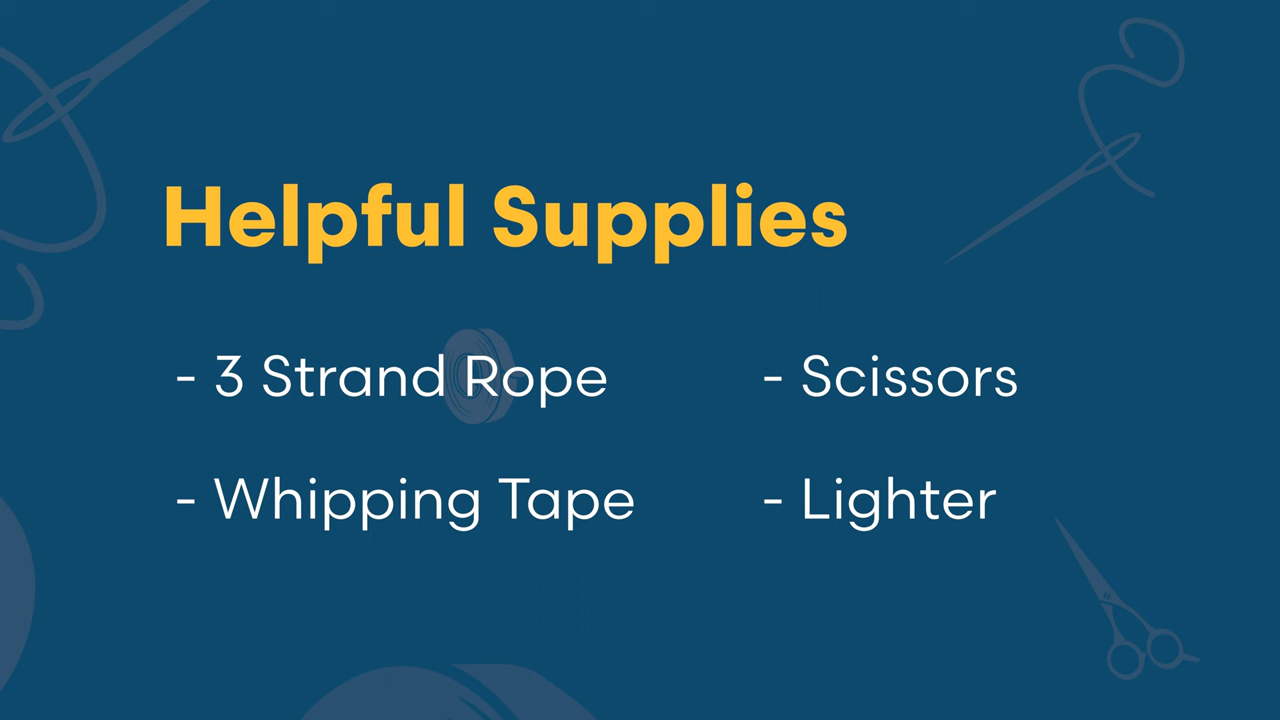 Helpful Supplies
- 3 Strand Rope
- Whipping Tape
- Scissors
- Lighter